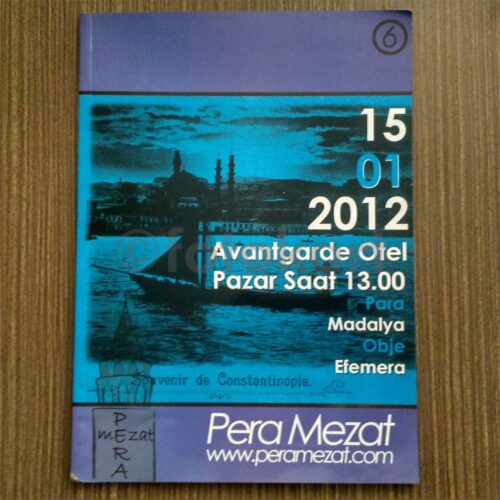 6
15
01
2012
Avantgarde Otel
Pazar Saat 13.00
Para
Madalya
Obje
Efemera
Souvenir de Constantinople.
PERA
mEzat
Pera Mezat
www.peramezat.com